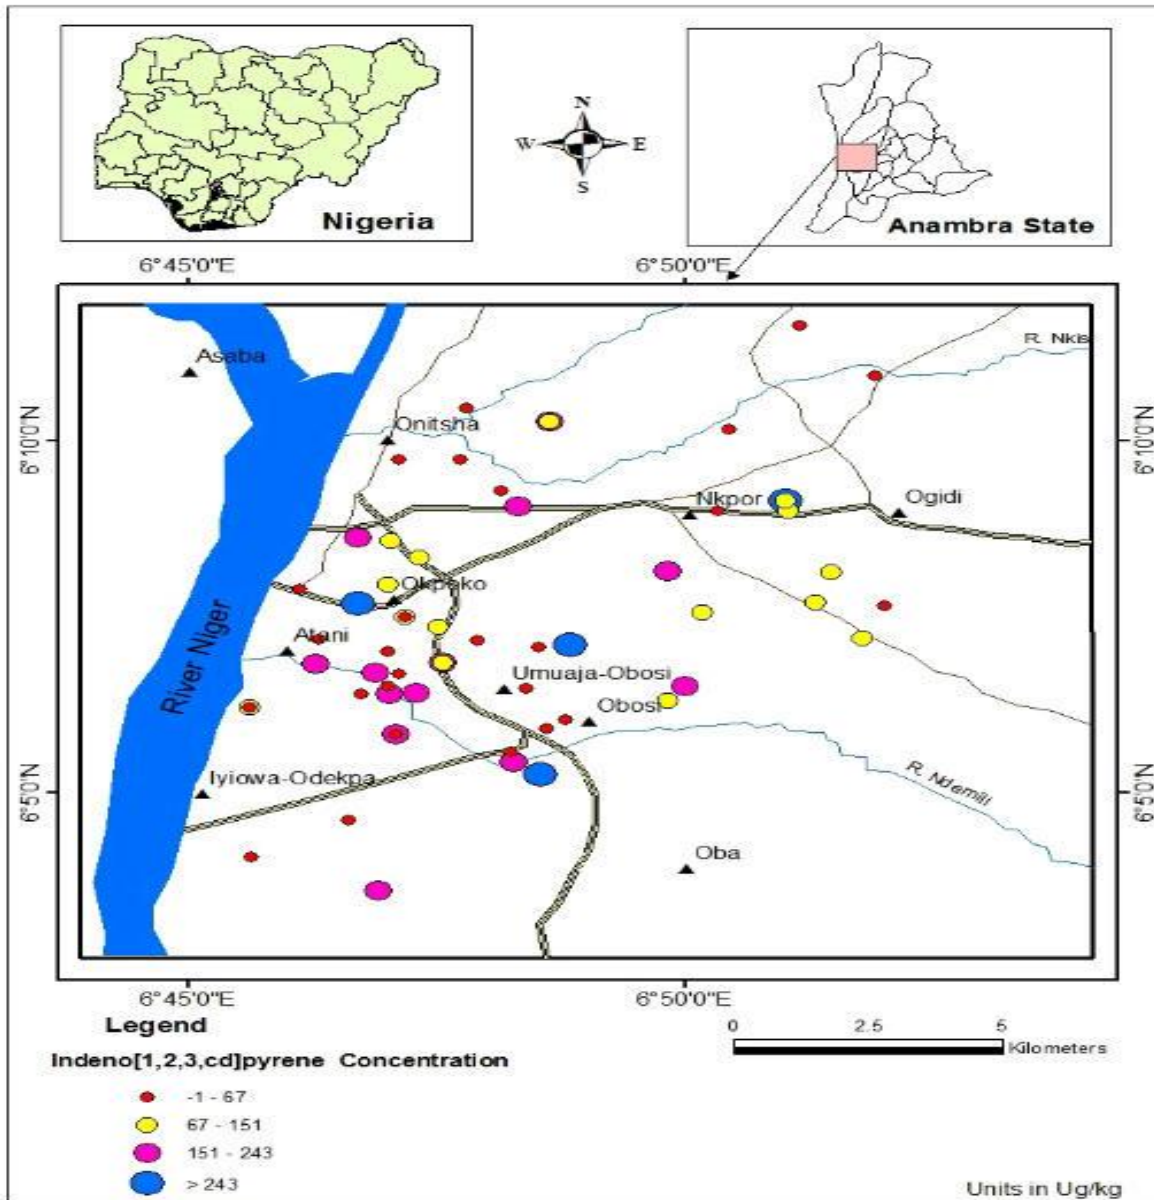 N
W E
S
Nigeria
Anambra State
6°45'0"E 6°50'0"E
Asaba
R. Nkis
Onitsha
6°10'0"N 6°10'0"N
Nkpor
Ogidi
Okpoko
Atani
River Niger
Umuaja-Obosi
Obosi
Iyiowa-Odekpa
6°5'0"N 6°5'0"N
R. Ndemili
Oba
6°45'0"E 6°50'0"E
Legend
0 2.5 5
Kilometers
Indeno[1,2,3,cd]pyrene Concentration
-1 - 67
67 - 151
151 - 243
> 243
Units in Ug/kg